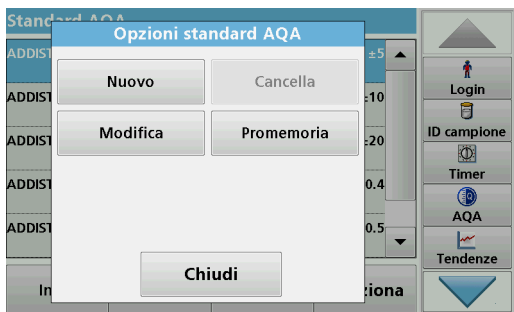 Standard AQA
Opzioni standard AQA
ADDIST ±5
Nuovo Cancella
ADDIST ±10
Modifica Promemoria
ADDIST ±20
ADDIST 0.4
ADDIST 0.5
Chiudi
Login
ID campione
Timer
AQA
Tendenze